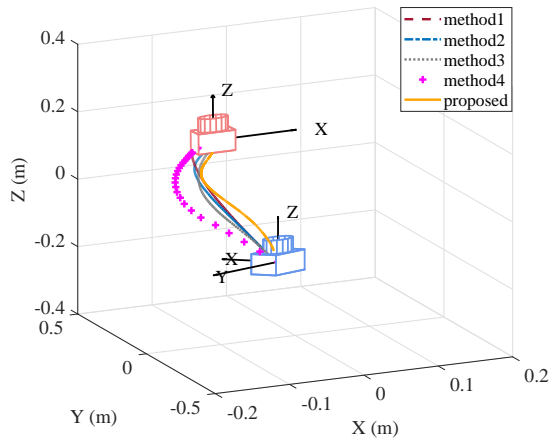 method1
method2
method3
method4
proposed
0.4
0.2
0
-0.2
-0.4
Z (m)
Z
X
Z
X
Y
0.5
0
-0.5
Y (m)
-0.2
-0.1
0
0.1
0.2
X (m)